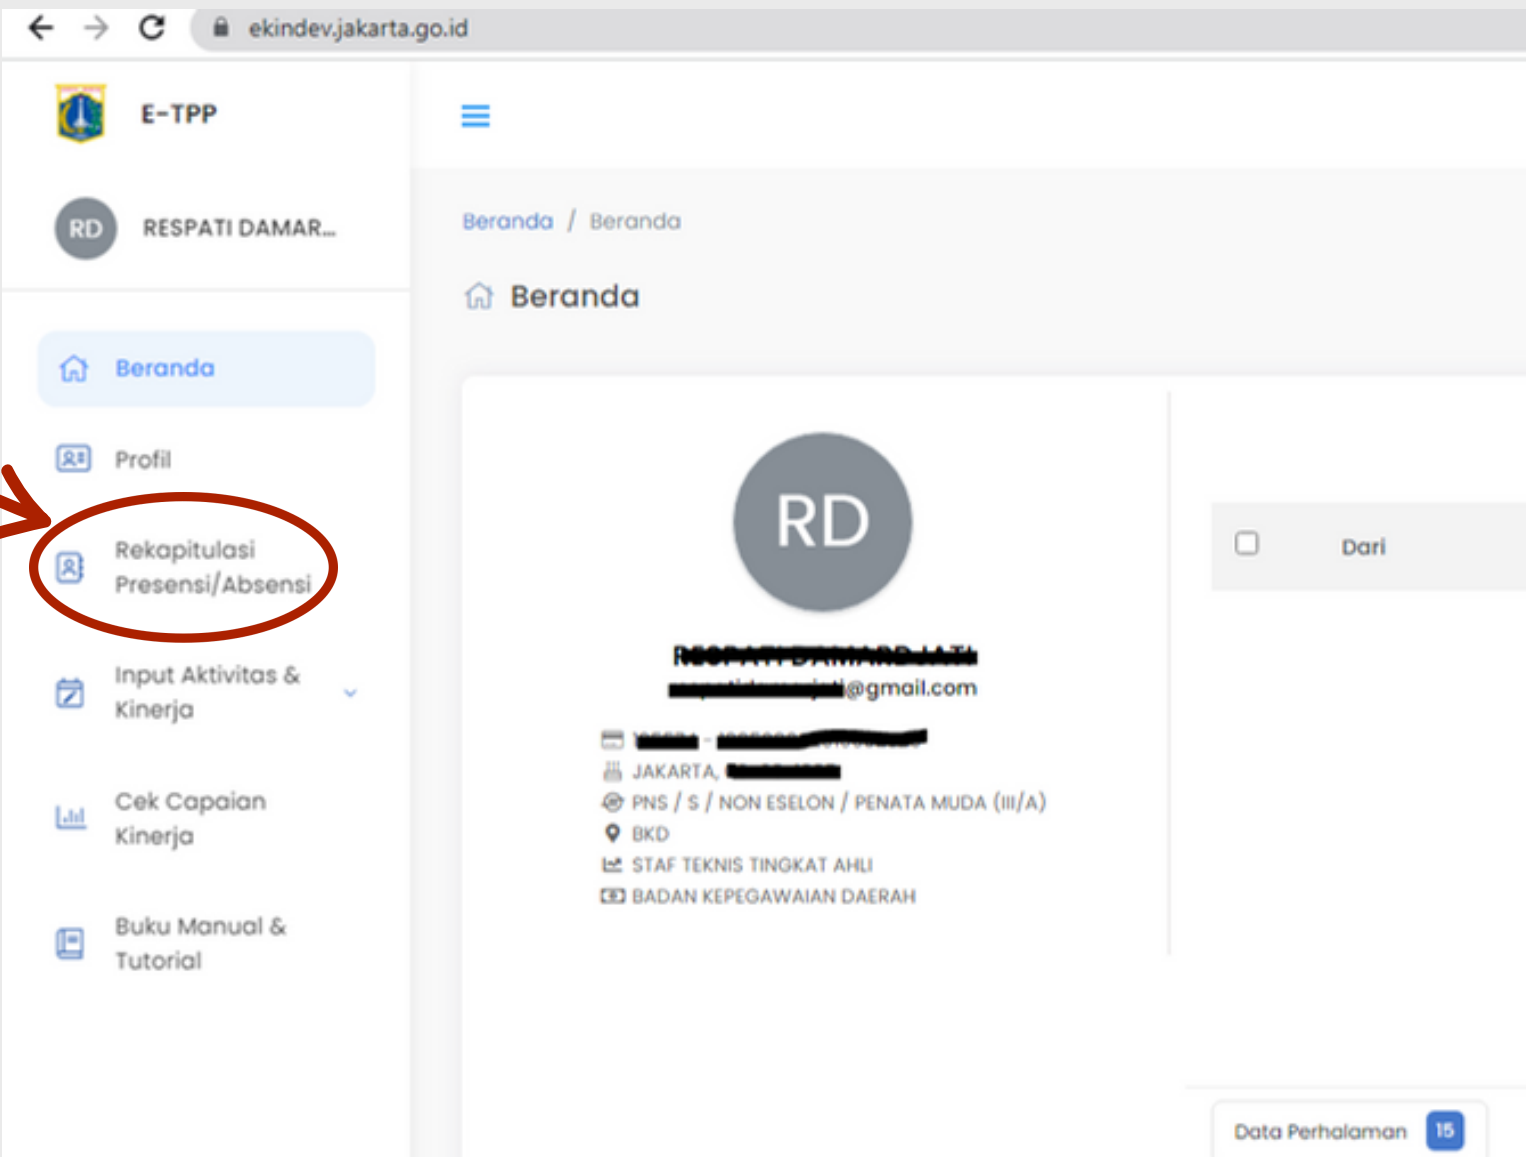 ekindev.jakarta.go.id
E-TPP
RD
RESPATI DAMAR...
Beranda
Profil
Rekapitulasi
Presensi/Absensi
Input Aktivitas &
Kinerja
Cek Capaian
Kinerja
Buku Manual &
Tutorial
Beranda / Beranda
Beranda
RD
@gmail.com
-
JAKARTA,
PNS / S / NON ESELON / PENATA MUDA (III/A)
BKD
STAF TEKNIS TINGKAT AHLI
BADAN KEPEGAWAIAN DAERAH
Dari
Data Perhalaman 15